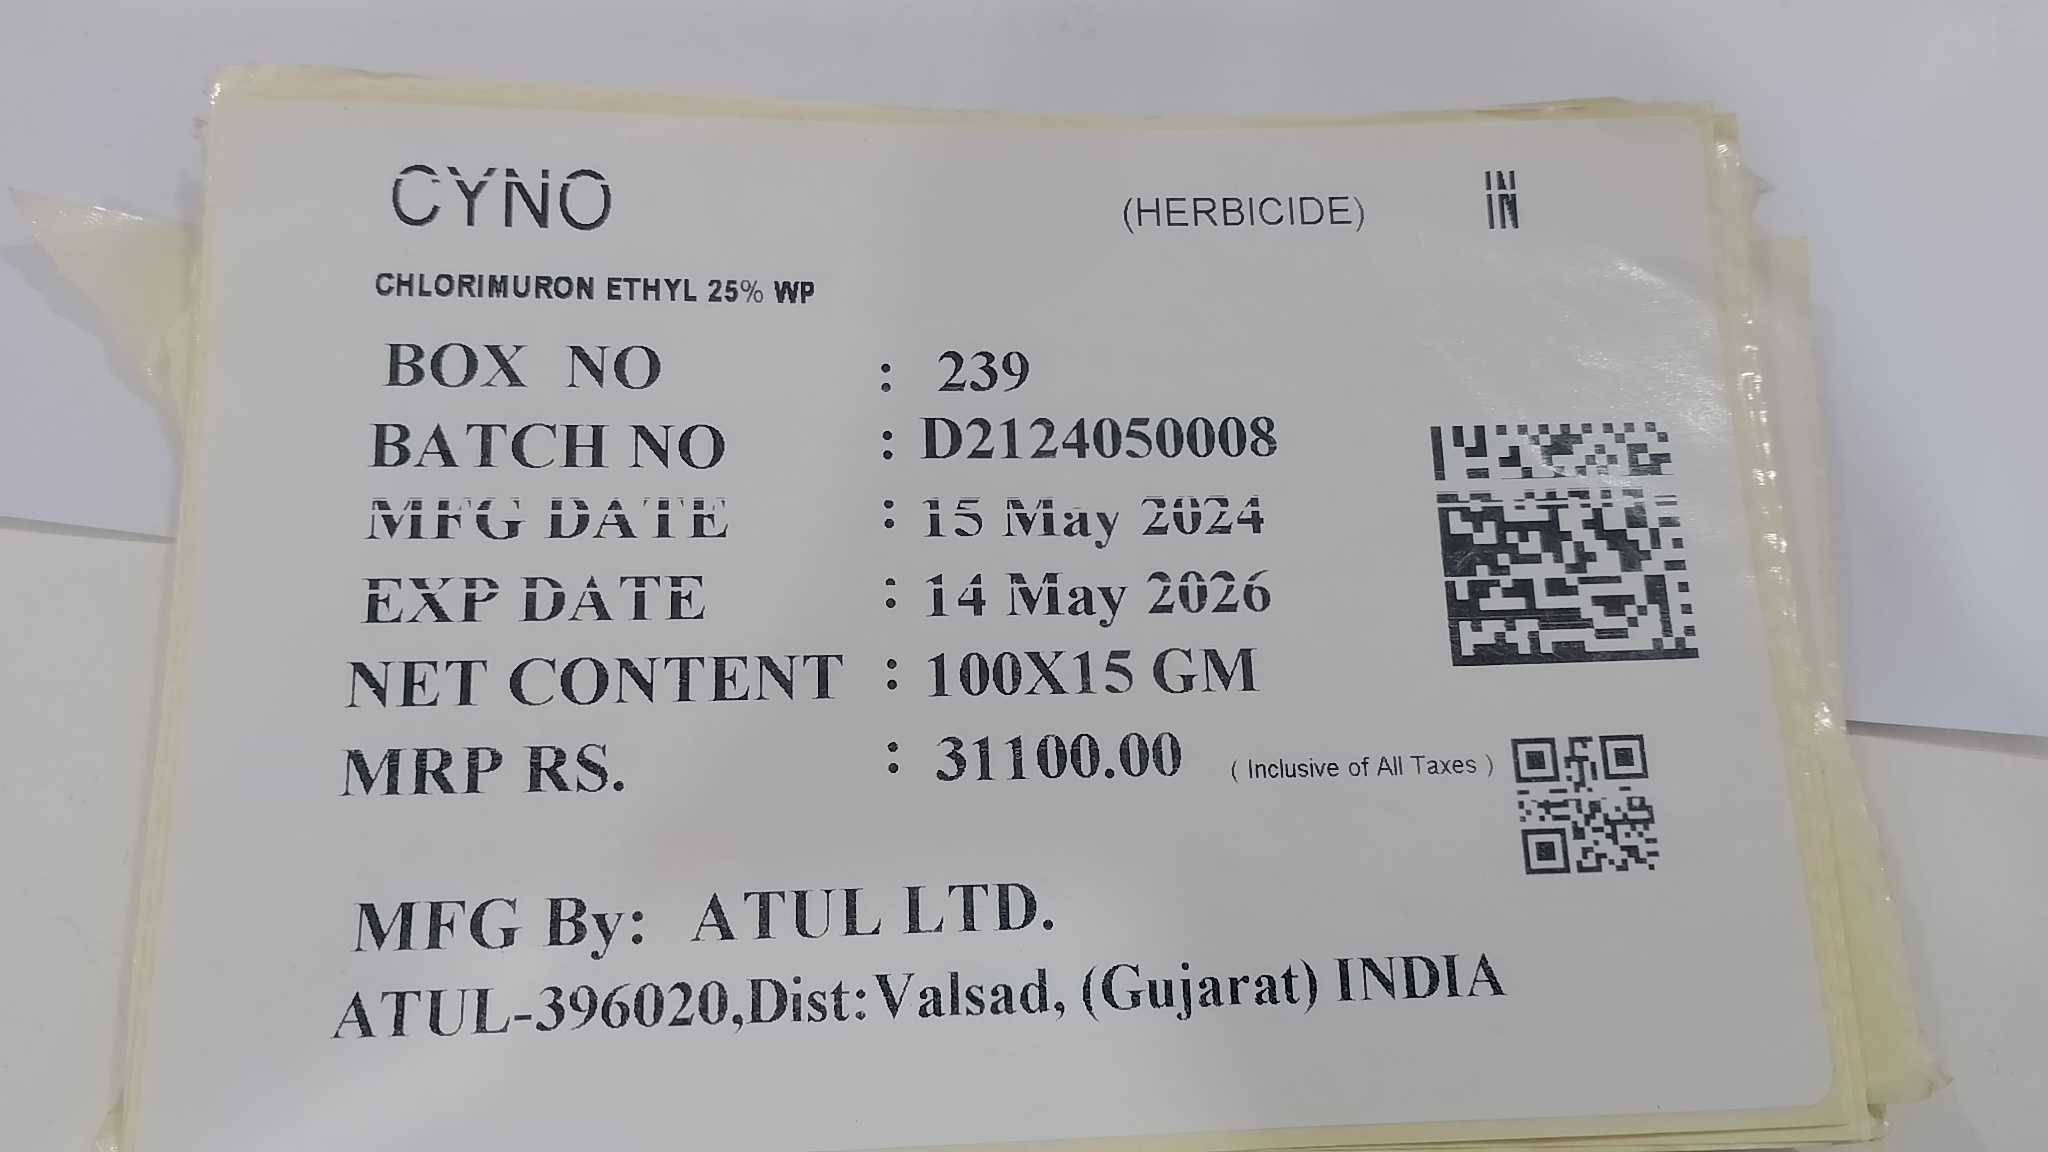 CYNO (HERBICIDE) IN
CHLORIMURON ETHYL 25% WP
BOX NO : 239
BATCH NO : D2124050008
MFG DATE : 15 May 2024
EXP DATE : 14 May 2026
NET CONTENT : 100X15 GM
MRP RS. : 31100.00 ( Inclusive of All Taxes )
MFG By: ATUL LTD.
ATUL-396020,Dist:Valsad, (Gujarat) INDIA